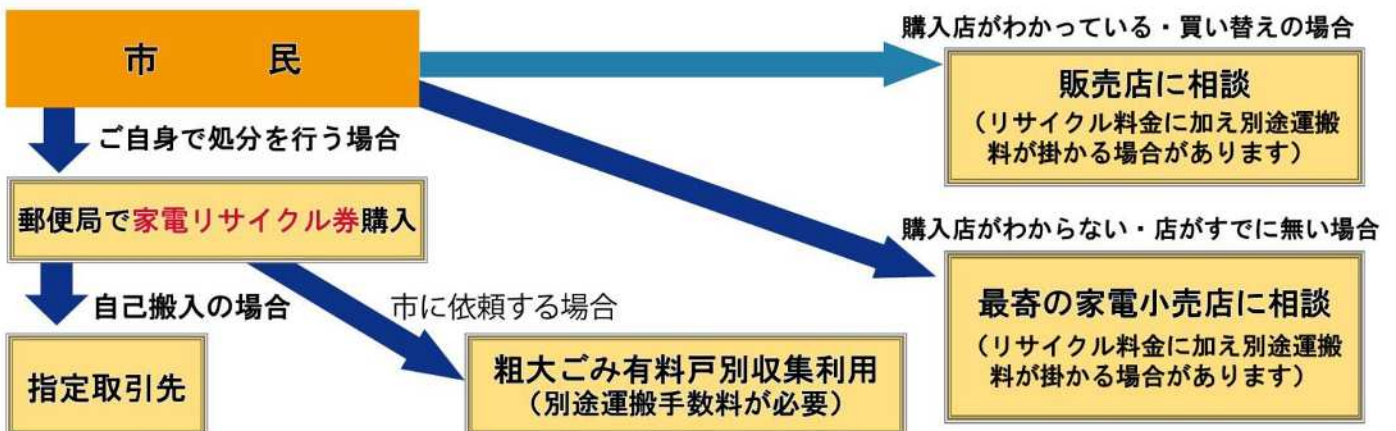 市　民
購入店がわかっている・買い替えの場合
販売店に相談
（リサイクル料金に加え別途運搬
料が掛かる場合があります）
ご自身で処分を行う場合
郵便局で家電リサイクル券購入
購入店がわからない・店がすでに無い場合
最寄の家電小売店に相談
（リサイクル料金に加え別途運搬
料が掛かる場合があります）
自己搬入の場合
市に依頼する場合
指定取引先
粗大ごみ有料戸別収集利用
（別途運搬手数料が必要）